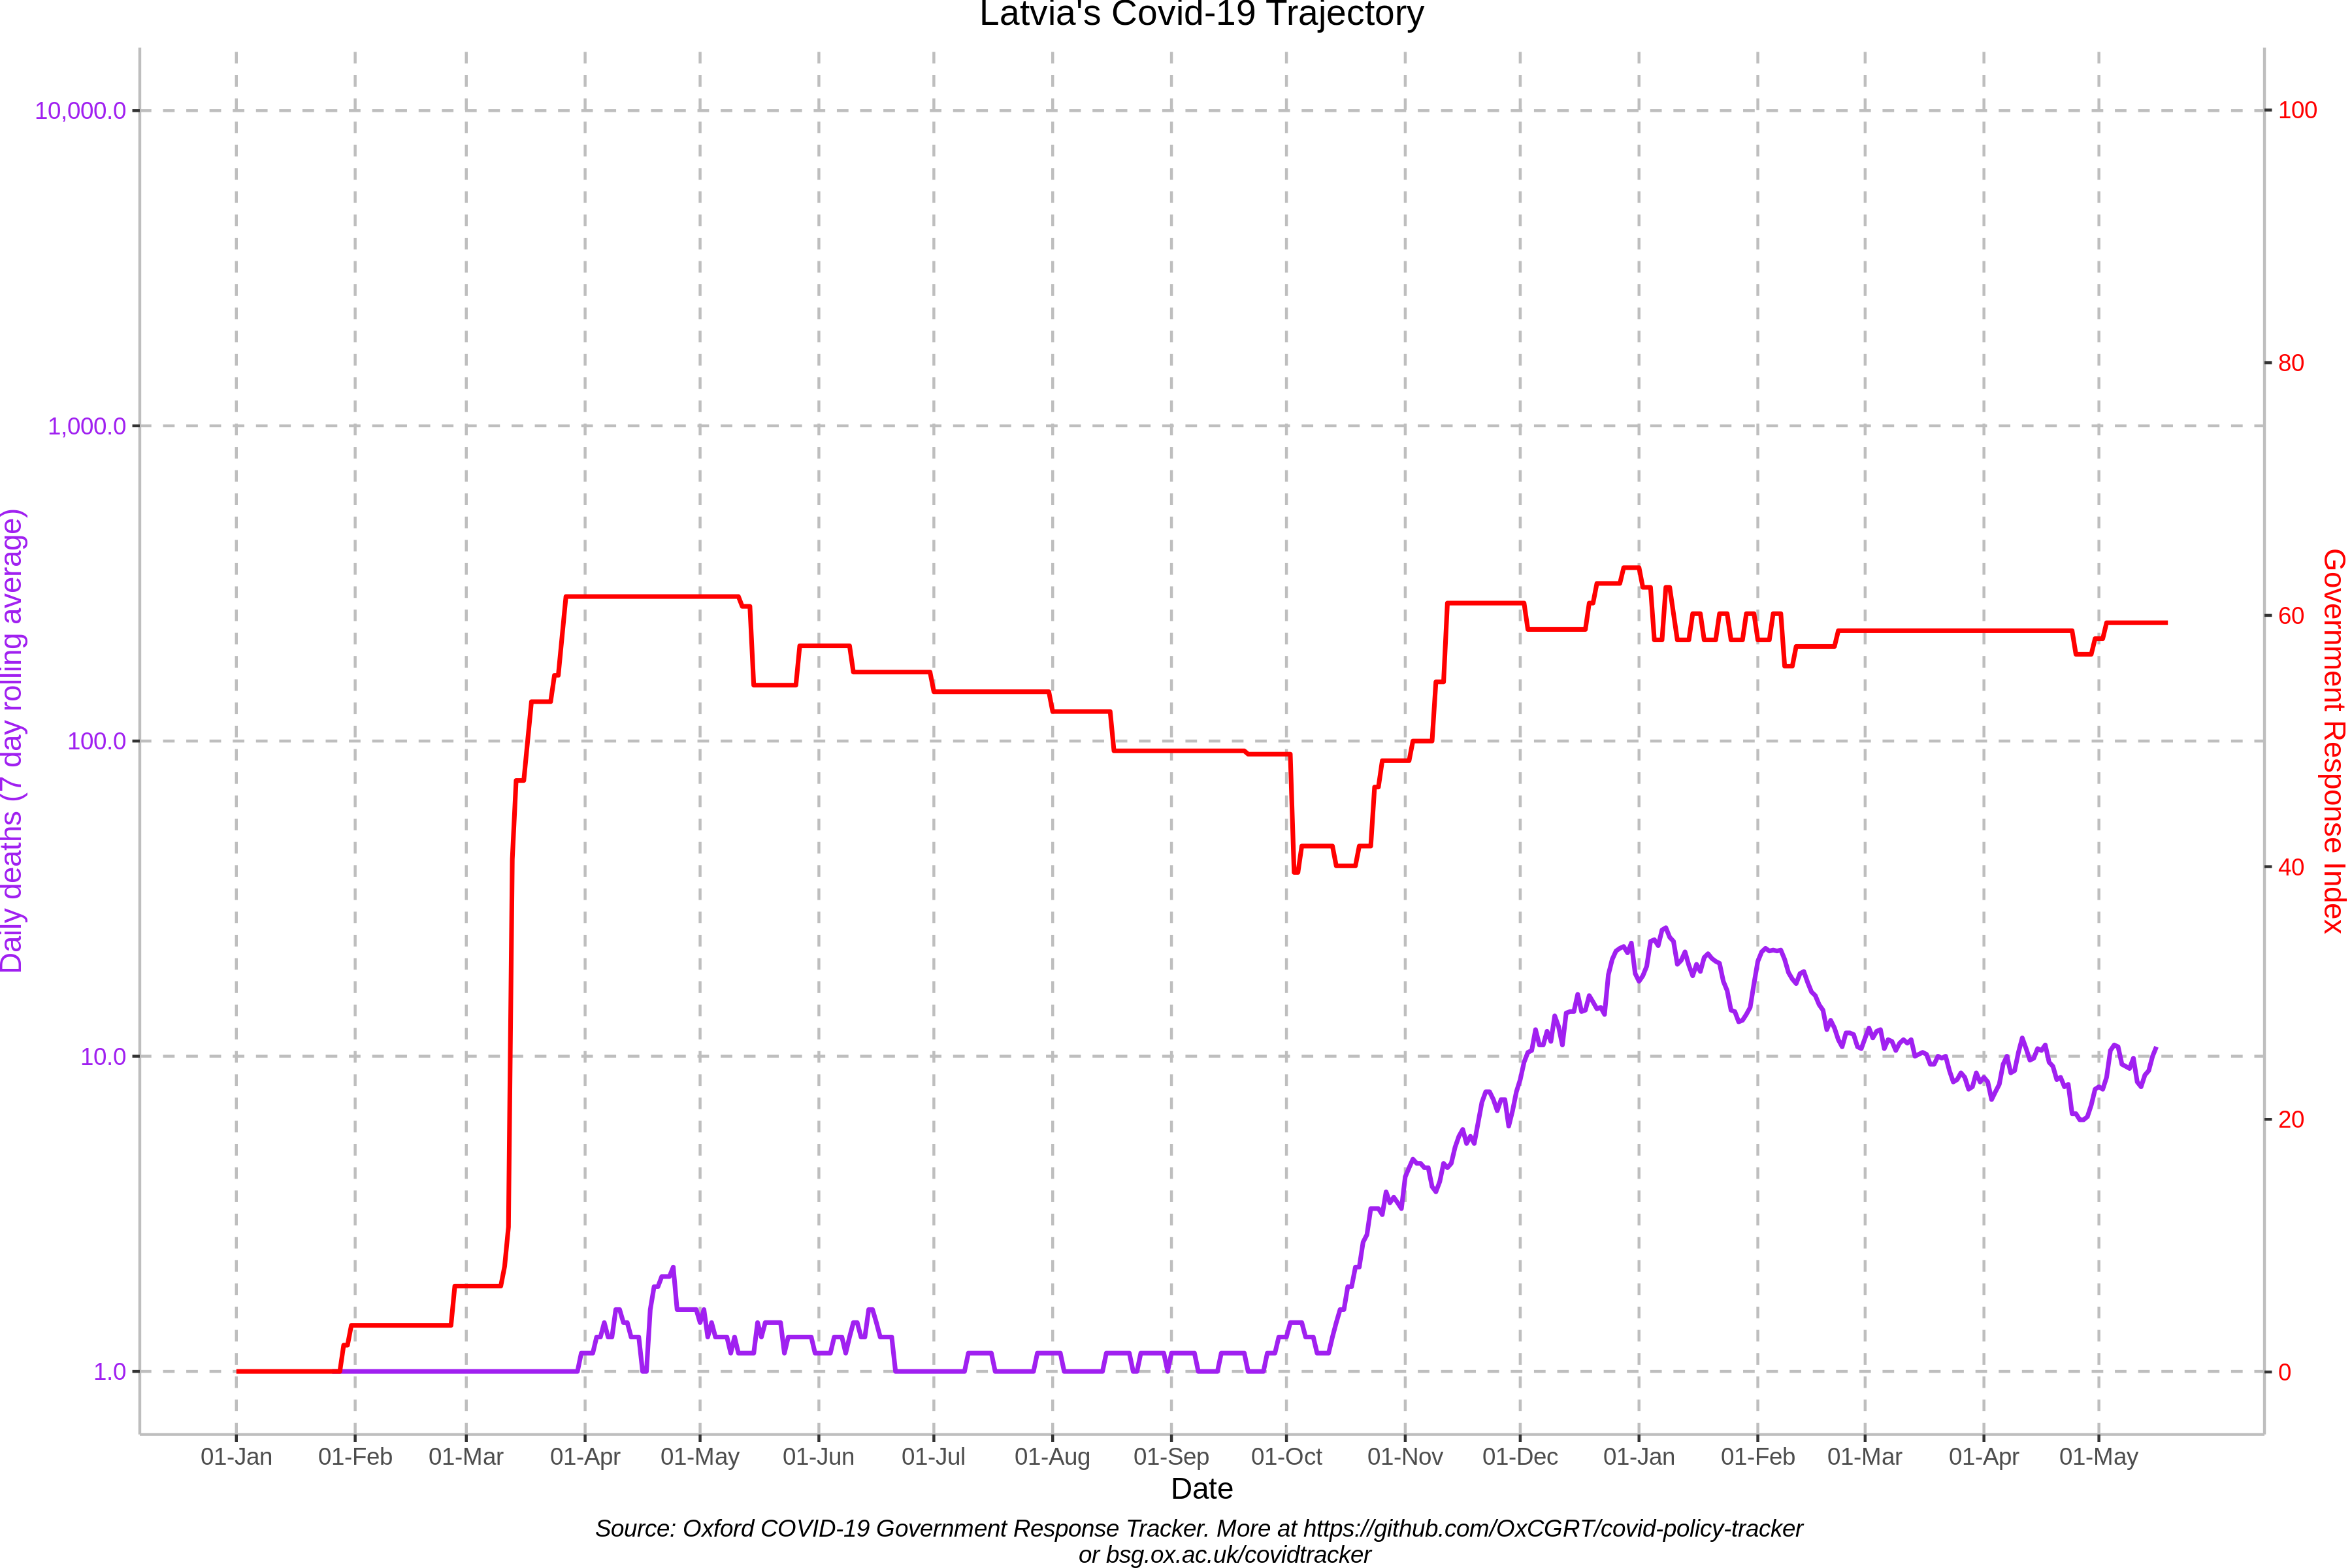 Latvia's Covid-19 Trajectory
10,000.0
1,000.0
100.0
10.0
1.0
Daily deaths (7 day rolling average)
100
80
60
40
20
0
Government Response Index
01-Jan 01-Feb 01-Mar 01-Apr 01-May 01-Jun 01-Jul 01-Aug 01-Sep 01-Oct 01-Nov 01-Dec 01-Jan 01-Feb 01-Mar 01-Apr 01-May
Date
Source: Oxford COVID-19 Government Response Tracker. More at https://github.com/OxCGRT/covid-policy-tracker
or bsg.ox.ac.uk/covidtracker